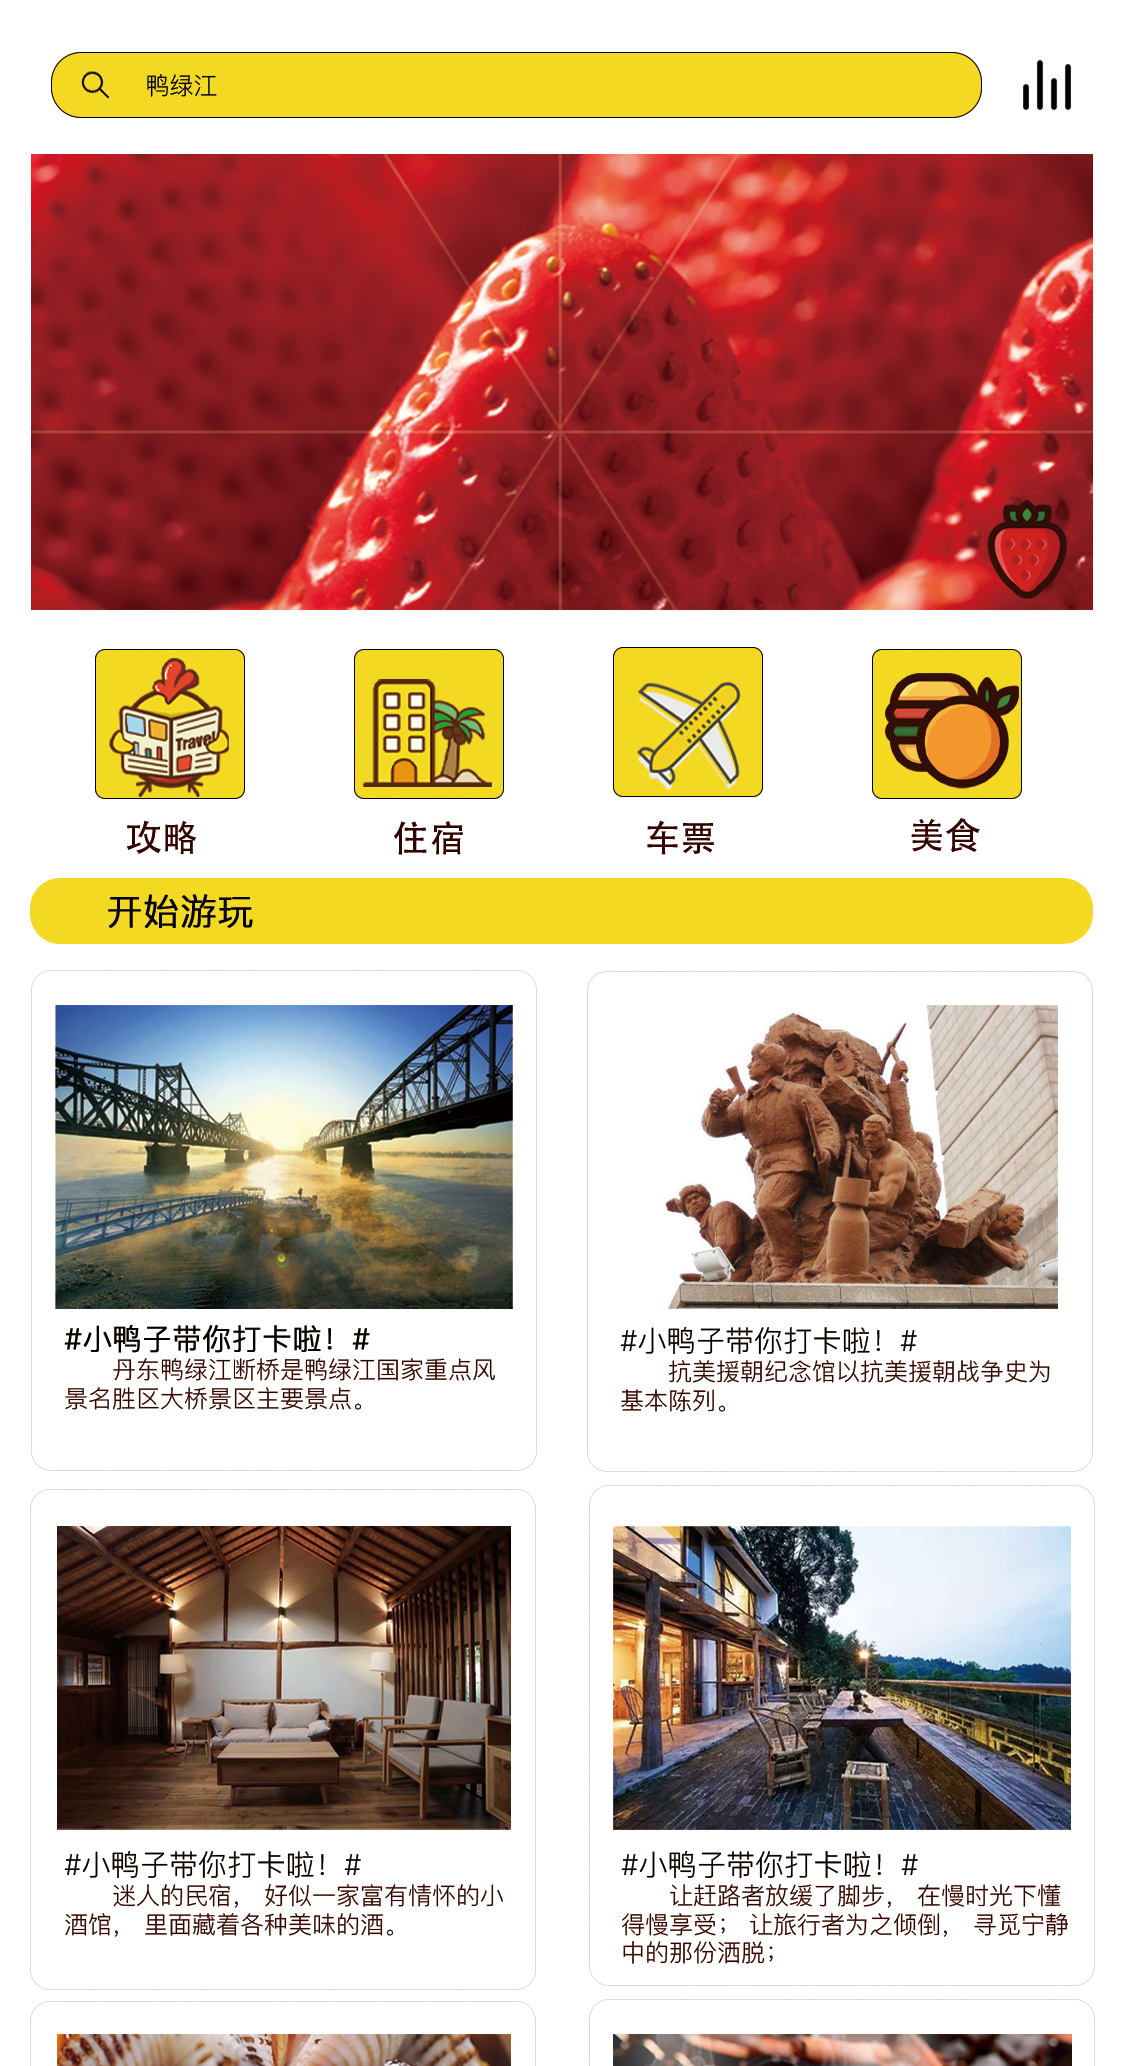 鸭绿江
Travel
攻略
住宿
车票
美食
开始游玩
#小鸭子带你打卡啦！#
丹东鸭绿江断桥是鸭绿江国家重点风
景名胜区大桥景区主要景点。
#小鸭子带你打卡啦！#
抗美援朝纪念馆以抗美援朝战争史为
基本陈列。
#小鸭子带你打卡啦！#
迷人的民宿， 好似一家富有情怀的小
酒馆， 里面藏着各种美味的酒。
#小鸭子带你打卡啦！#
让赶路者放缓了脚步， 在慢时光下懂
得慢享受； 让旅行者为之倾倒， 寻觅宁静
中的那份洒脱；